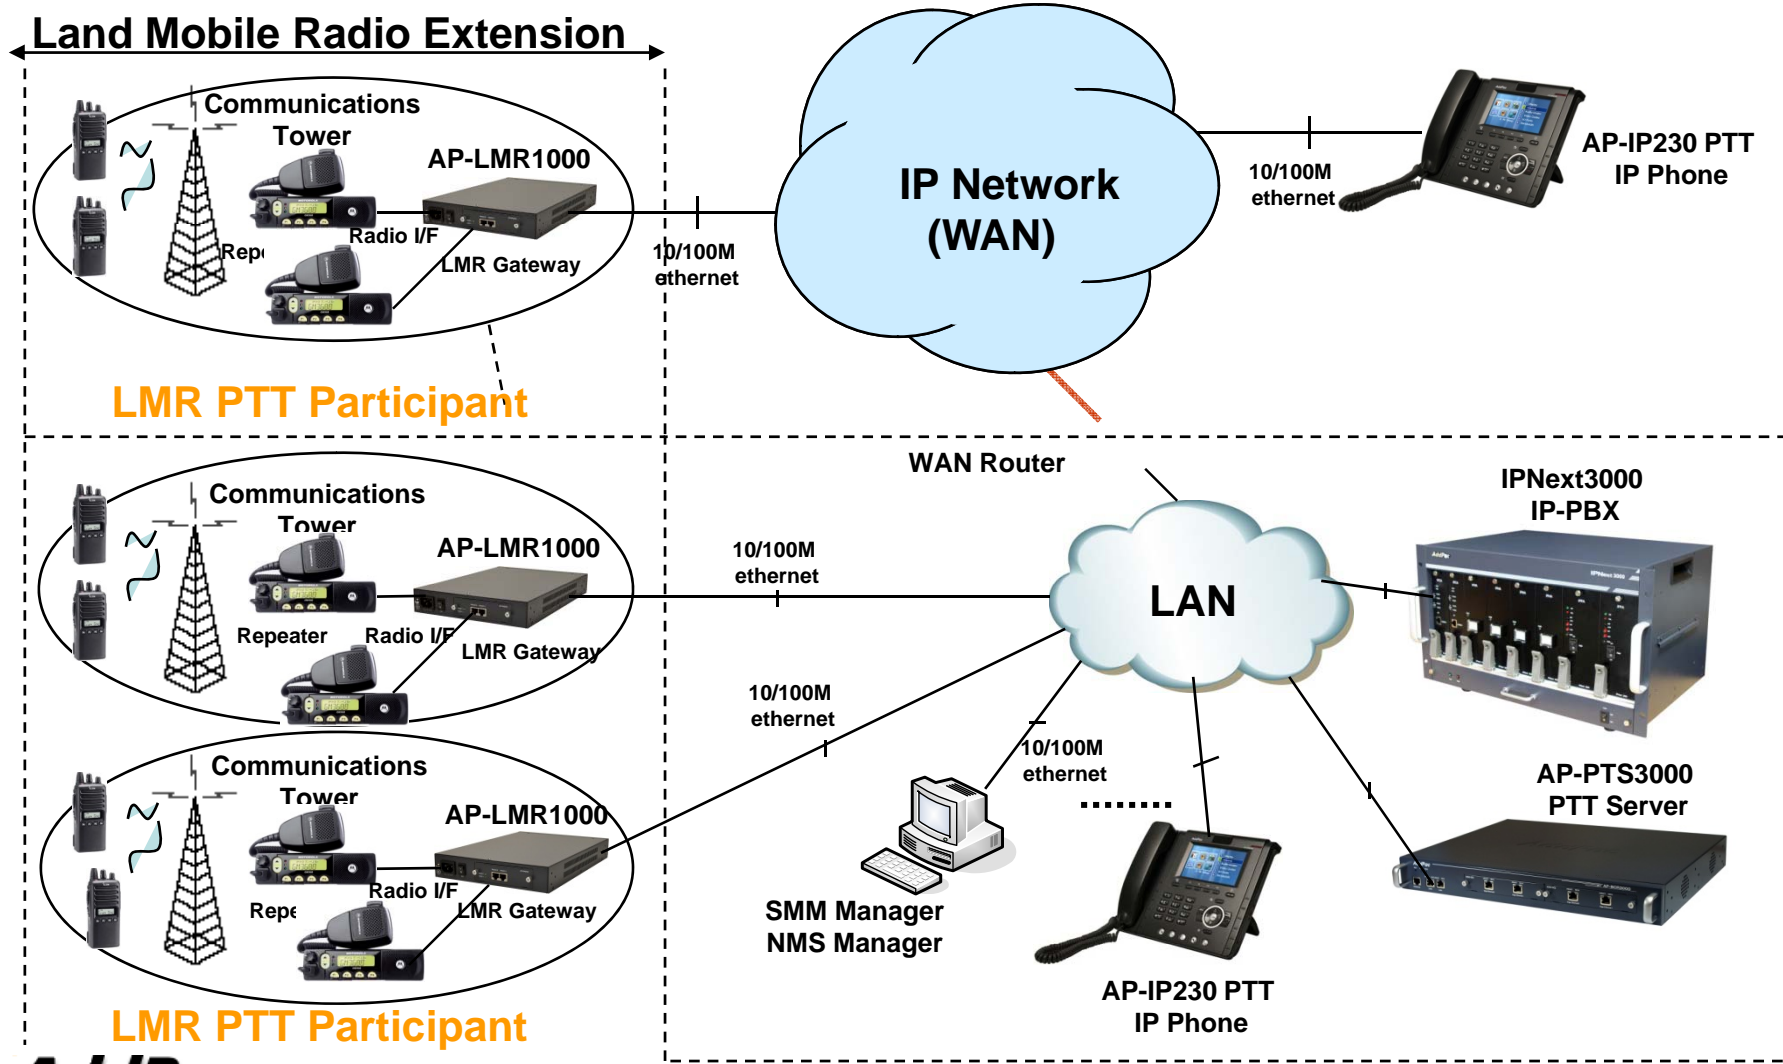 Land Mobile Radio Extension
Communications
Tower
AP-LMR1000
Radio I/F
LMR Gateway
10/100M
ethernet
IP Network
(WAN)
10/100M
ethernet
AP-IP230 PTT
IP Phone
LMR PTT Participant
WAN Router
Communications
Tower
AP-LMR1000
Repeater
Radio I/F
LMR Gateway
10/100M
ethernet
LAN
IPNext3000
IP-PBX
10/100M
ethernet
Communications
Tower
AP-LMR1000
Radio I/F
LMR Gateway
10/100M
ethernet
SMM Manager
NMS Manager
AP-IP230 PTT
IP Phone
AP-PTS3000
PTT Server
LMR PTT Participant